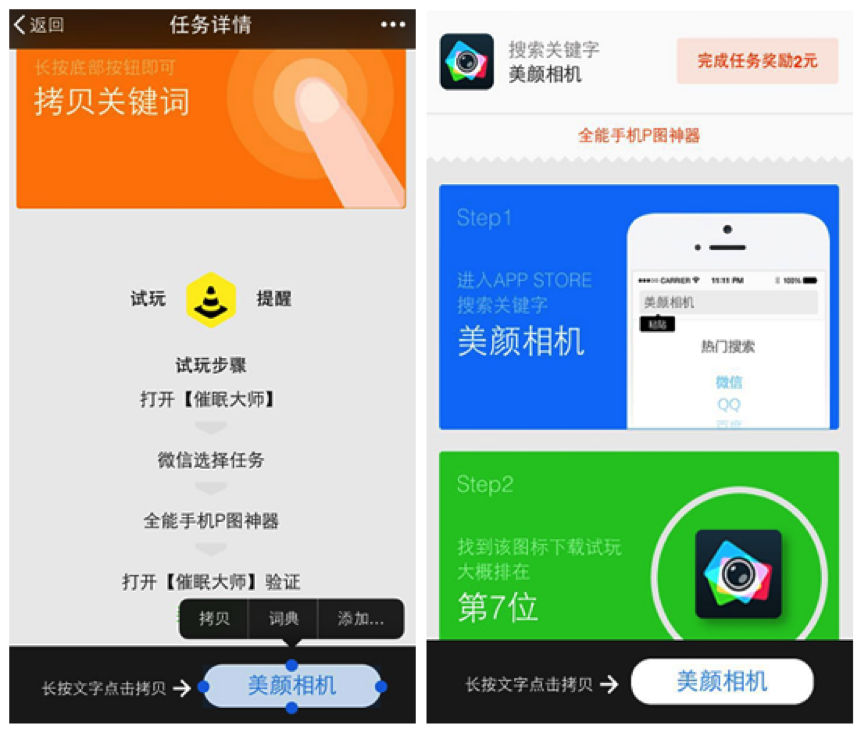 返回
任务详情
长按底部按钮即可
拷贝关键词
试玩
提醒
试玩步骤
打开【催眠大师】
微信选择任务
全能手机P图神器
打开【催眠大师】验证
拷贝
词典
添加...
长按文字点击拷贝
美颜相机
搜索关键字
美颜相机
完成任务奖励2元
全能手机P图神器
Step1
进入APP STORE
搜索关键字
美颜相机
CARRIER
11:11 PM
100%
美颜相机
粘贴
热门搜索
微信
QQ
百度
Step2
找到该图标下载试玩
大概排在
第7位
长按文字点击拷贝
美颜相机